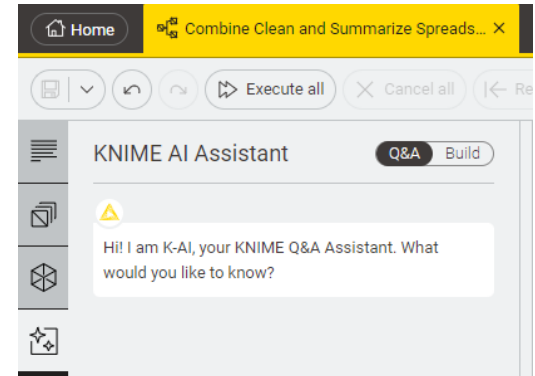 Home
Combine Clean and Summarize Spreads...
Execute all
Cancel all
Re
KNIME AI Assistant
Q&A
Build
Hi! I am K-AI, your KNIME Q&A Assistant. What
would you like to know?